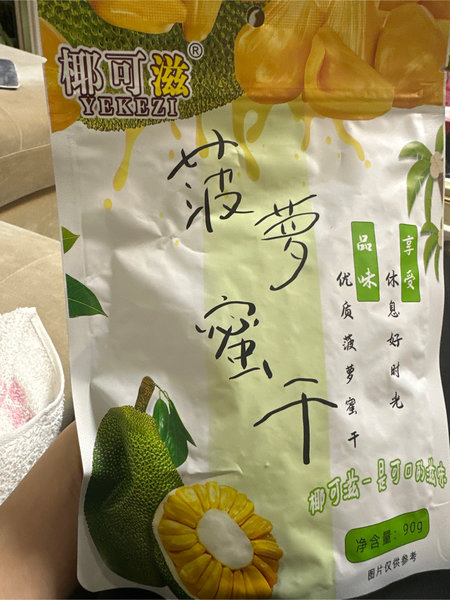 椰可滋®
YEKEZI
菠萝蜜干
享受
休息好时光
品味
优质菠萝蜜干
椰可滋-是可口的滋味
净含量：90g
图片仅供参考